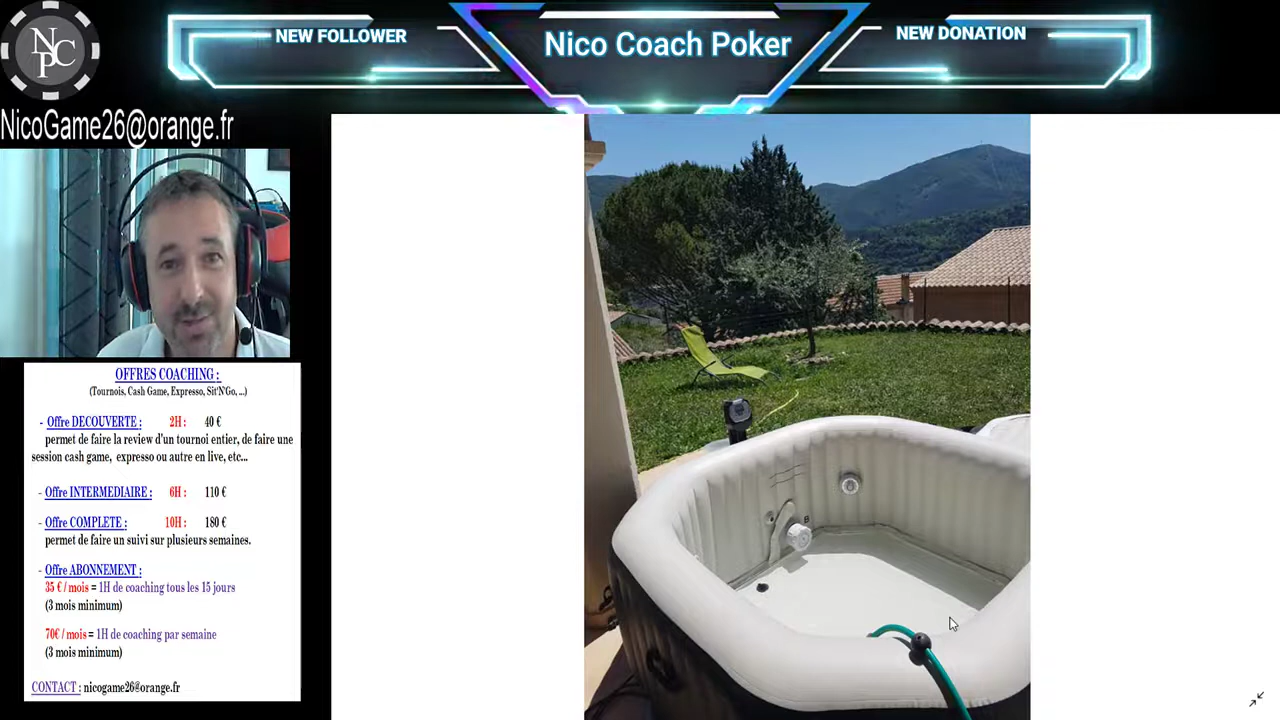 NPC
NEW FOLLOWER
Nico Coach Poker
NEW DONATION
NicoGame26@orange.fr
OFFRES COACHING :
(Tournois, Cash Game, Expresso, Sit'N'Go, ...)
- Offre DECOUVERTE : 2H : 40 €
permet de faire la review d'un tournoi entier, de faire une
session cash game, expresso ou autre en live, etc...
- Offre INTERMEDIAIRE : 6H : 110 €
- Offre COMPLETE : 10H : 180 €
permet de faire un suivi sur plusieurs semaines.
- Offre ABONNEMENT :
35 € / mois = 1H de coaching tous les 15 jours
(3 mois minimum)
70€ / mois = 1H de coaching par semaine
(3 mois minimum)
CONTACT : nicogame26@orange.fr
B